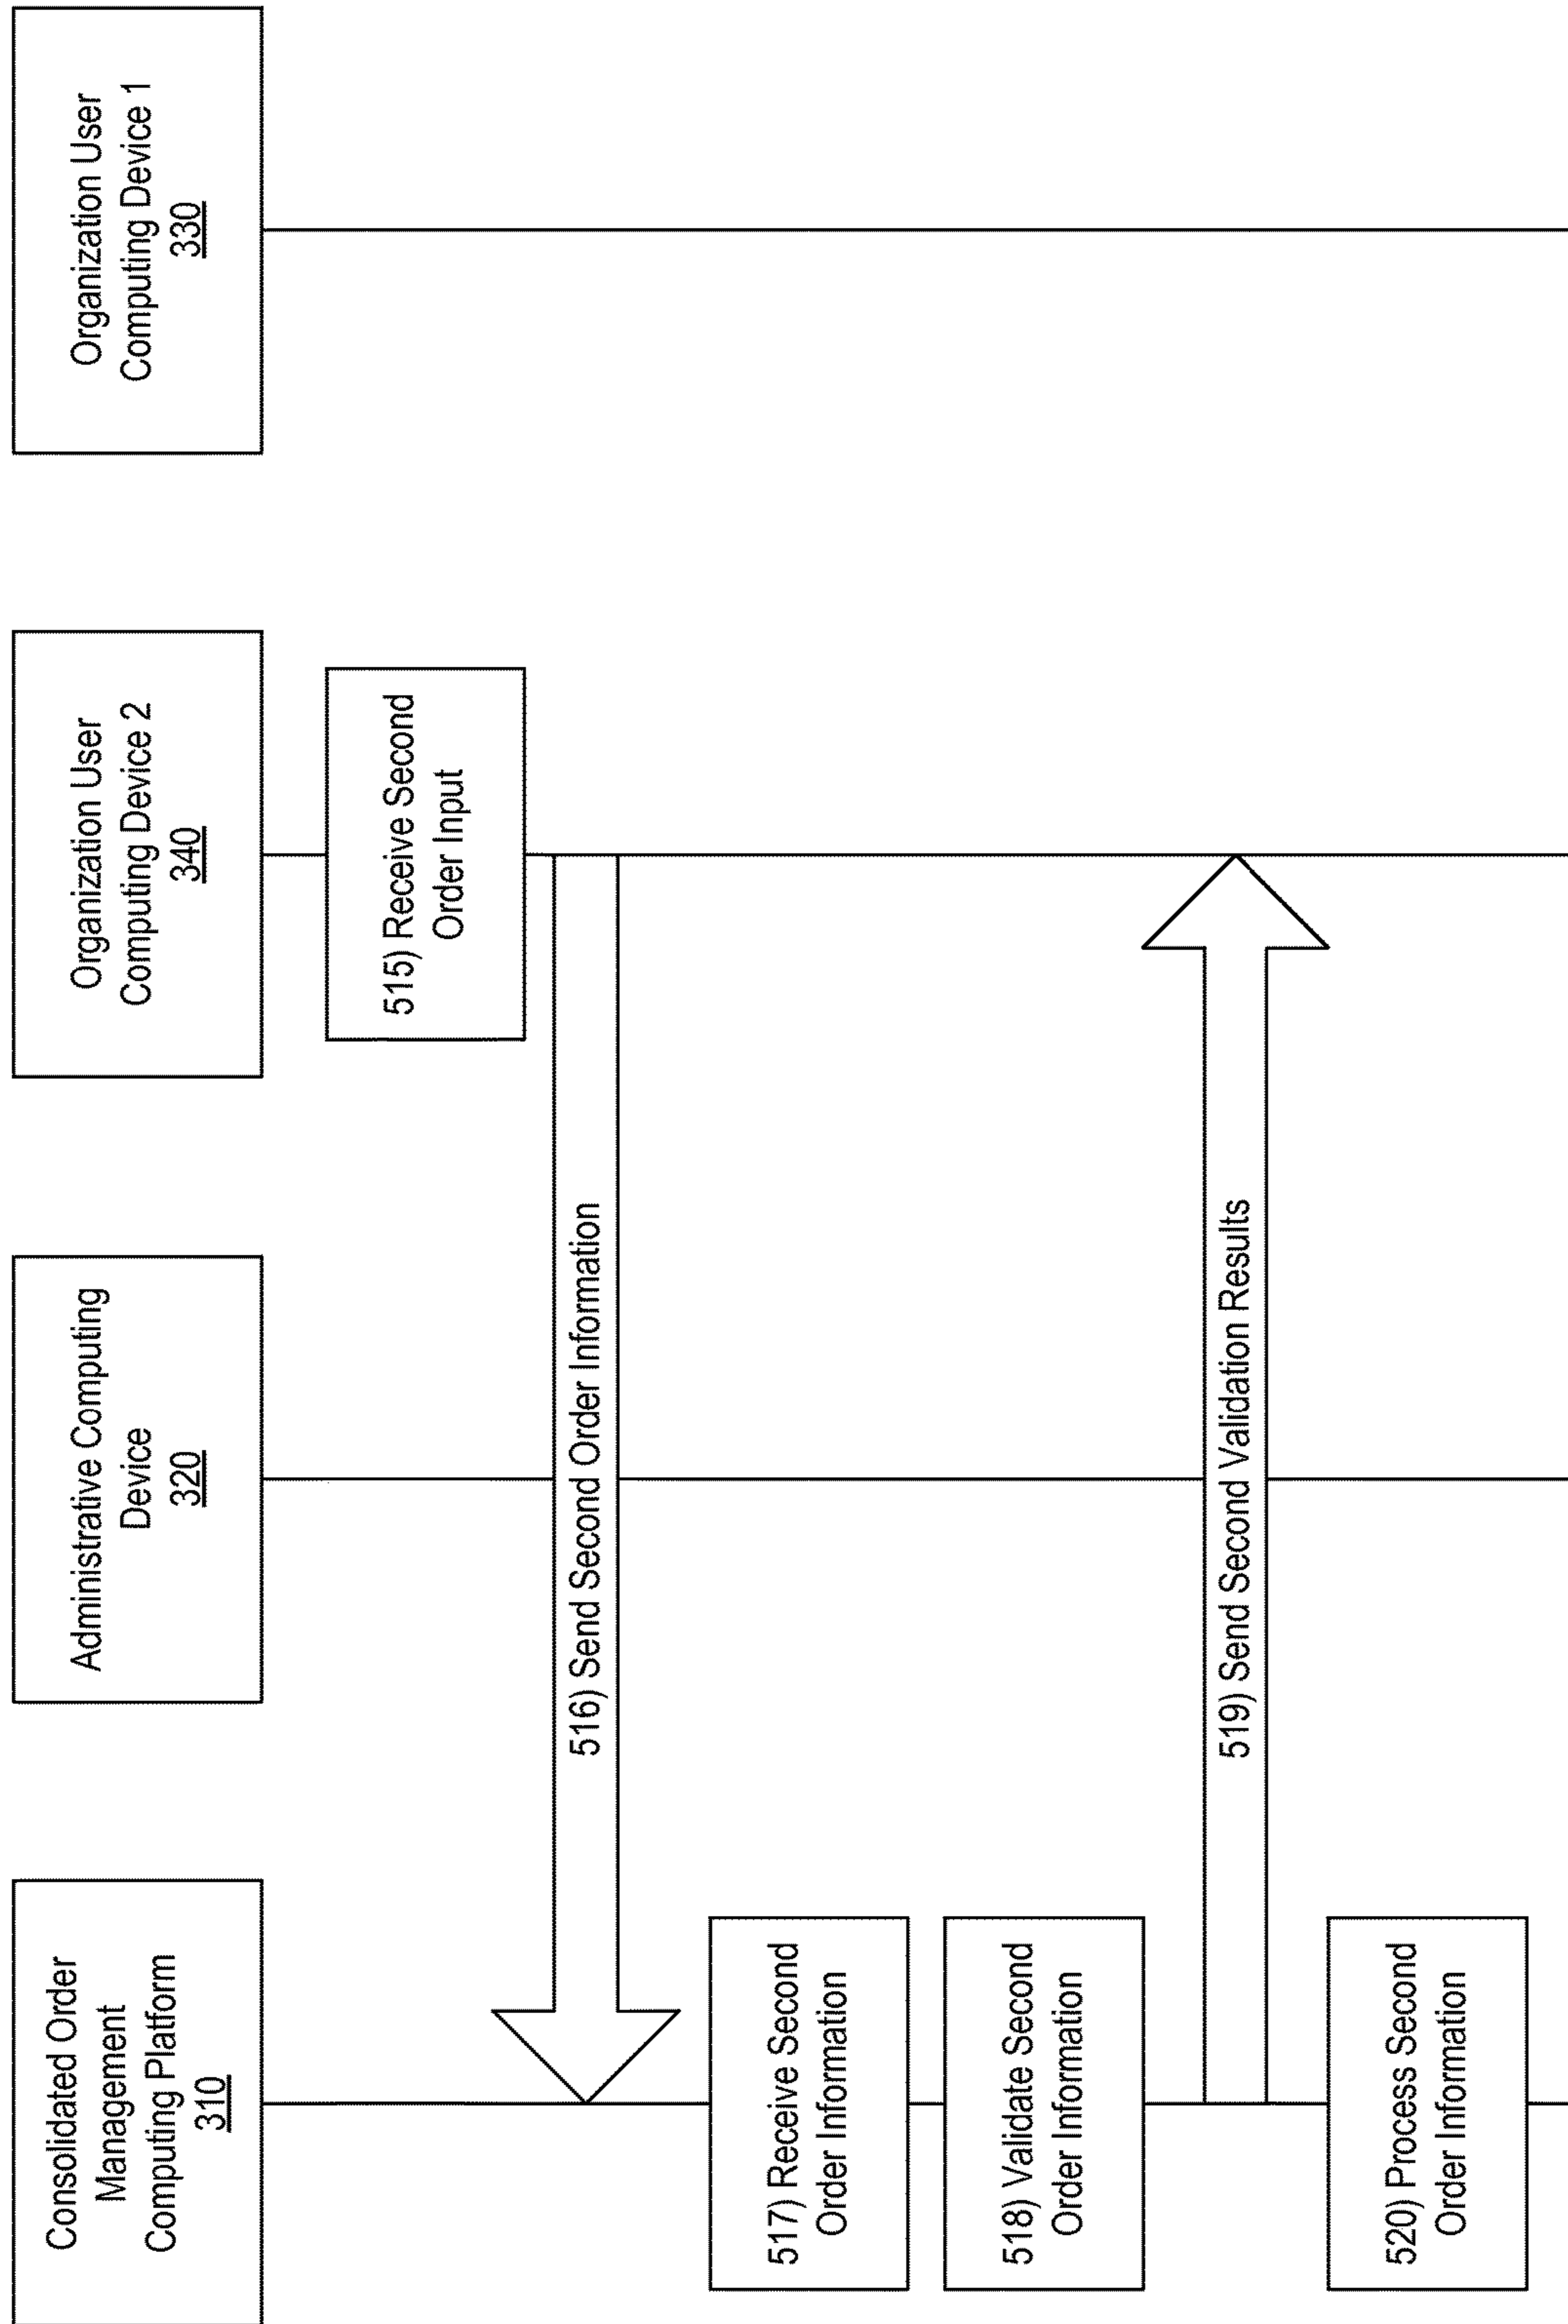 Consolidated Order
Management
Computing Platform
310
Administrative Computing
Device
320
Organization User
Computing Device 2
340
Organization User
Computing Device 1
330
515) Receive Second
Order Input
516) Send Second Order Information
517) Receive Second
Order Information
518) Validate Second
Order Information
519) Send Second Validation Results
520) Process Second
Order Information